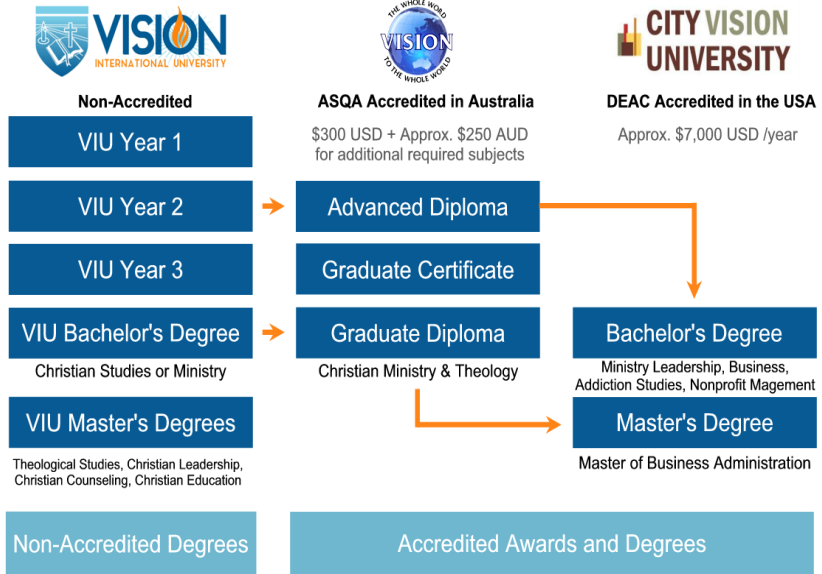 VISION
INTERNATIONAL UNIVERSITY
Non-Accredited
VIU Year 1
VIU Year 2
VIU Year 3
VIU Bachelor's Degree
Christian Studies or Ministry
VIU Master's Degrees
Theological Studies, Christian Leadership,
Christian Counseling, Christian Education
Non-Accredited Degrees
THE WHOLE WORD
VISION
TO THE WHOLE WORLD
ASQA Accredited in Australia
$300 USD + Approx. $250 AUD
for additional required subjects
Advanced Diploma
Graduate Certificate
Graduate Diploma
Christian Ministry & Theology
CITY VISION
UNIVERSITY
DEAC Accredited in the USA
Approx. $7,000 USD /year
Bachelor's Degree
Ministry Leadership, Business,
Addiction Studies, Nonprofit Magement
Master's Degree
Master of Business Administration
Accredited Awards and Degrees